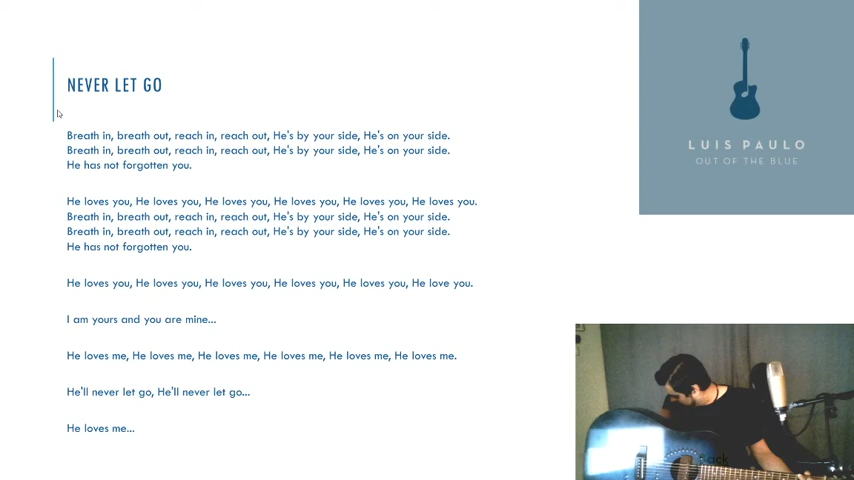 NEVER LET GO
Breath in, breath out, reach in, reach out, He's by your side, He's on your side.
Breath in, breath out, reach in, reach out, He's by your side, He's on your side.
He has not forgotten you.
He loves you, He loves you, He loves you, He loves you, He loves you, He loves you.
Breath in, breath out, reach in, reach out, He's by your side, He's on your side.
Breath in, breath out, reach in, reach out, He's by your side, He's on your side.
He has not forgotten you.
He loves you, He loves you, He loves you, He loves you, He loves you, He love you.
I am yours and you are mine...
He loves me, He loves me, He loves me, He loves me, He loves me, He loves me.
He'll never let go, He'll never let go...
He loves me...
LUIS PAULO
OUT OF THE BLUE